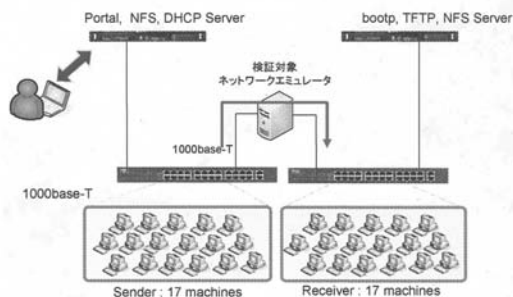 Portal, NFS, DHCP Server
bootp, TFTP, NFS Server
検証対象
ネットワークエミュレータ
1000base-T
1000base-T
Sender : 17 machines
Receiver : 17 machines